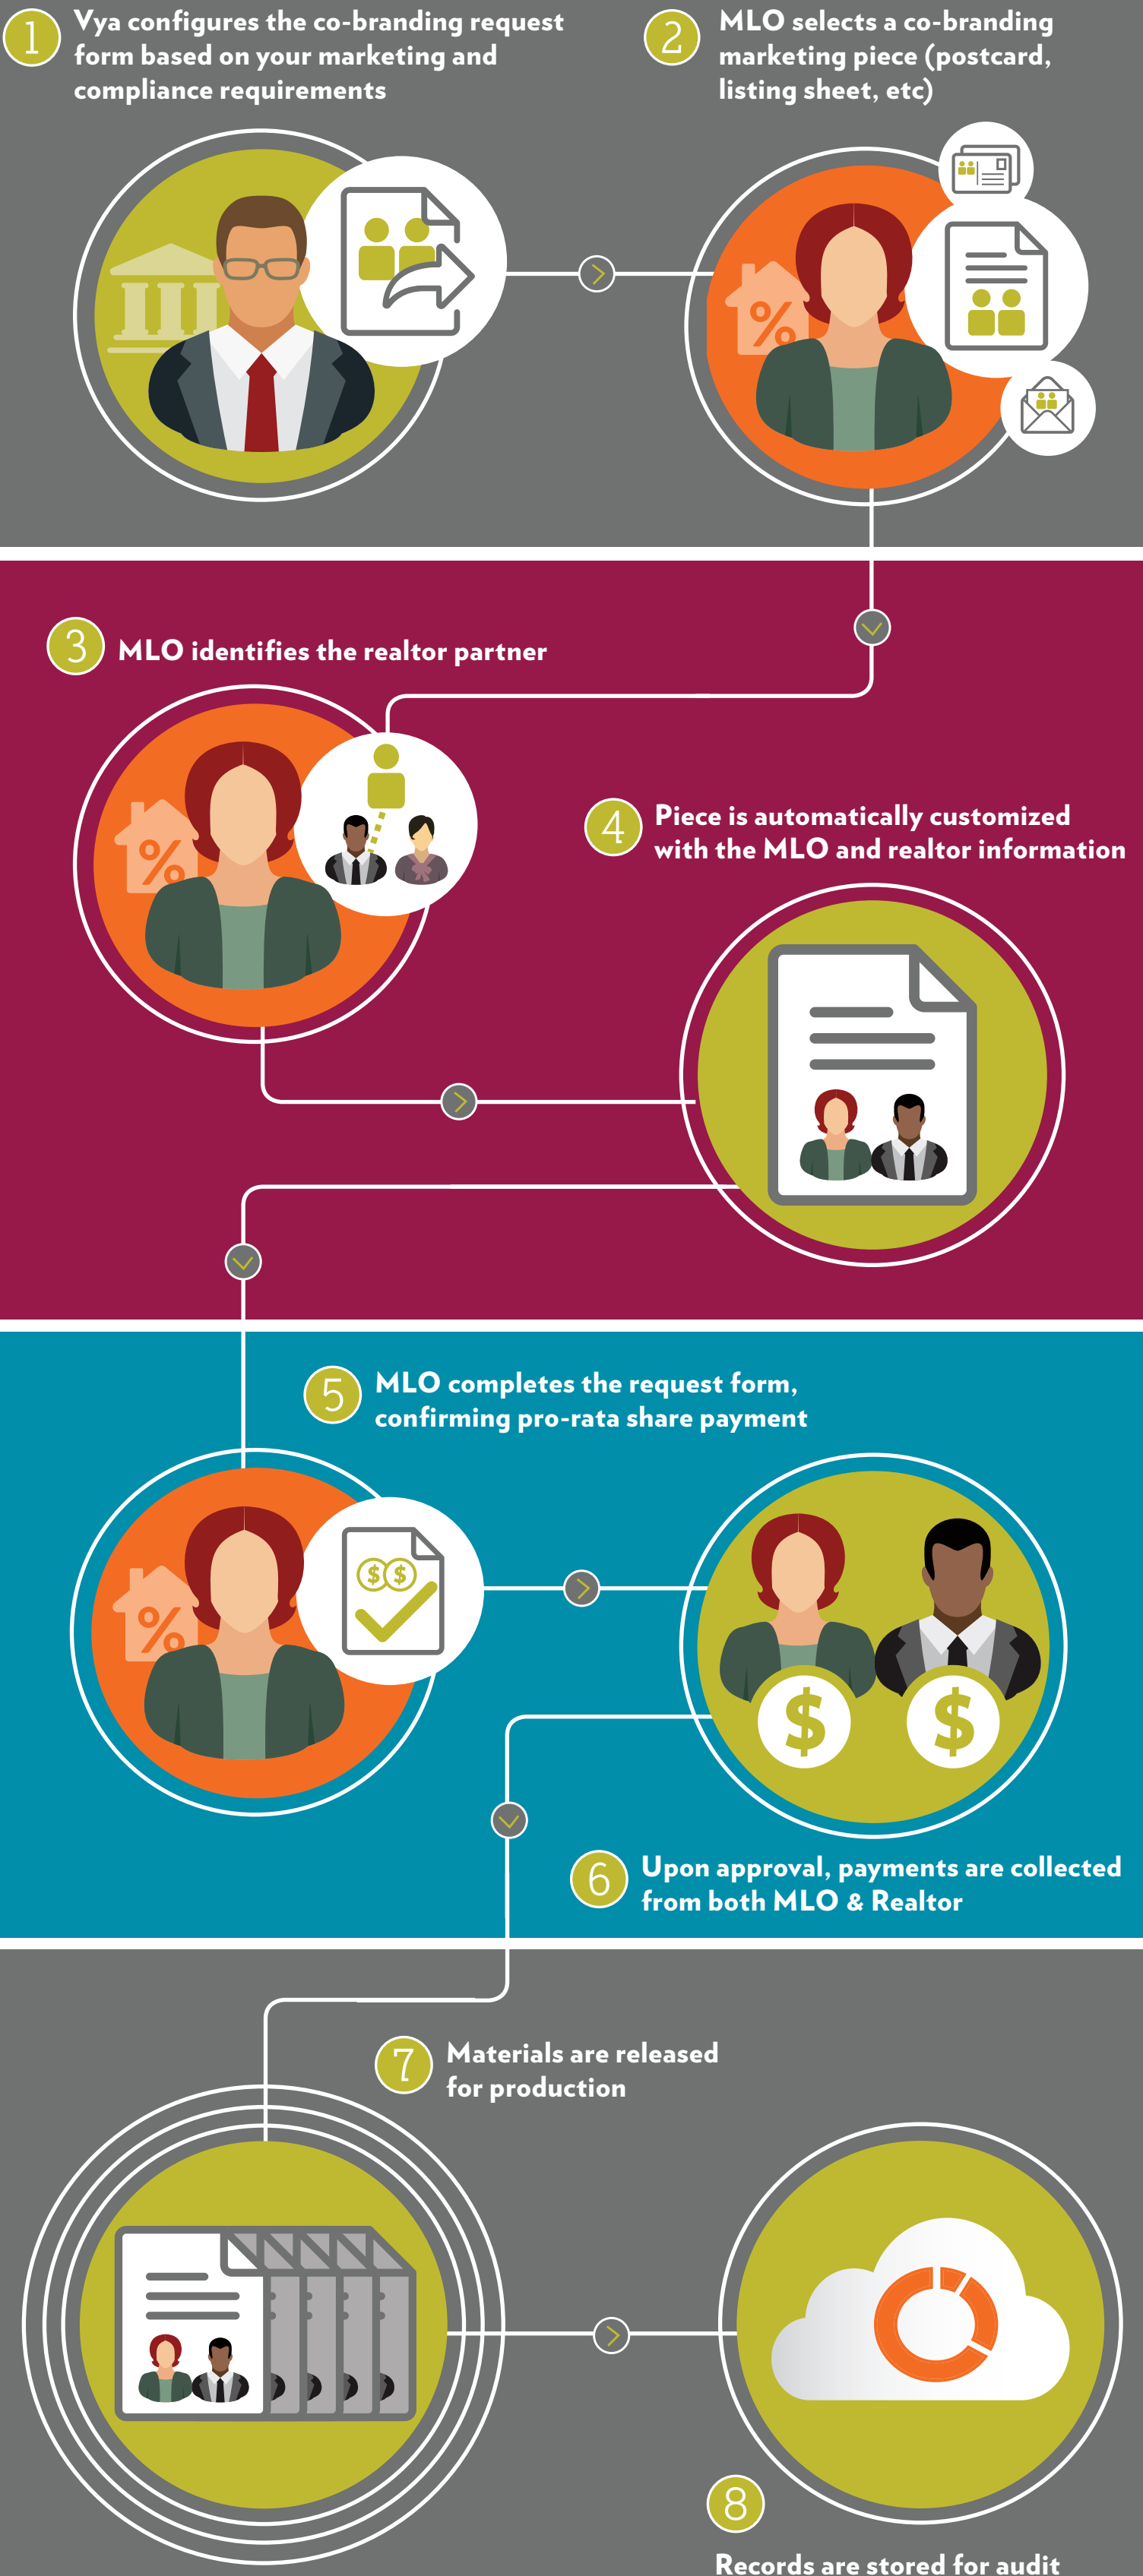 1
Vya configures the co-branding request
form based on your marketing and
compliance requirements
2
MLO selects a co-branding
marketing piece (postcard,
listing sheet, etc)
%
3
MLO identifies the realtor partner
%
4
Piece is automatically customized
with the MLO and realtor information
5
MLO completes the request form,
confirming pro-rata share payment
%
$ $
$ $
6
Upon approval, payments are collected
from both MLO & Realtor
7
Materials are released
for production
8
Records are stored for audit